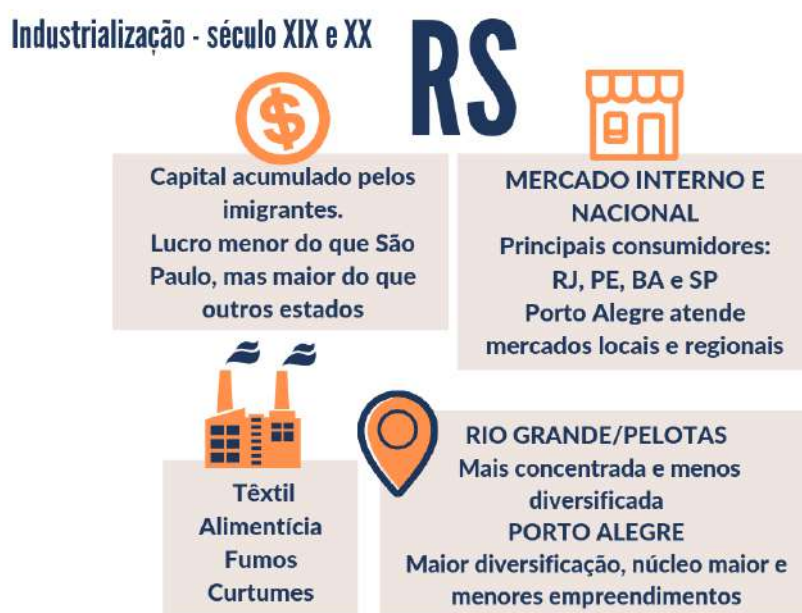 Industrialização - século XIX e XX
RS
Capital acumulado pelos
imigrantes.
Lucro menor do que São
Paulo, mas maior do que
outros estados
MERCADO INTERNO E
NACIONAL
Principais consumidores:
RJ, PE, BA e SP
Porto Alegre atende
mercados locais e regionais
Têxtil
Alimentícia
Fumos
Curtumes
RIO GRANDE/PELOTAS
Mais concentrada e menos
diversificada
PORTO ALEGRE
Maior diversificação, núcleo maior e
menores empreendimentos